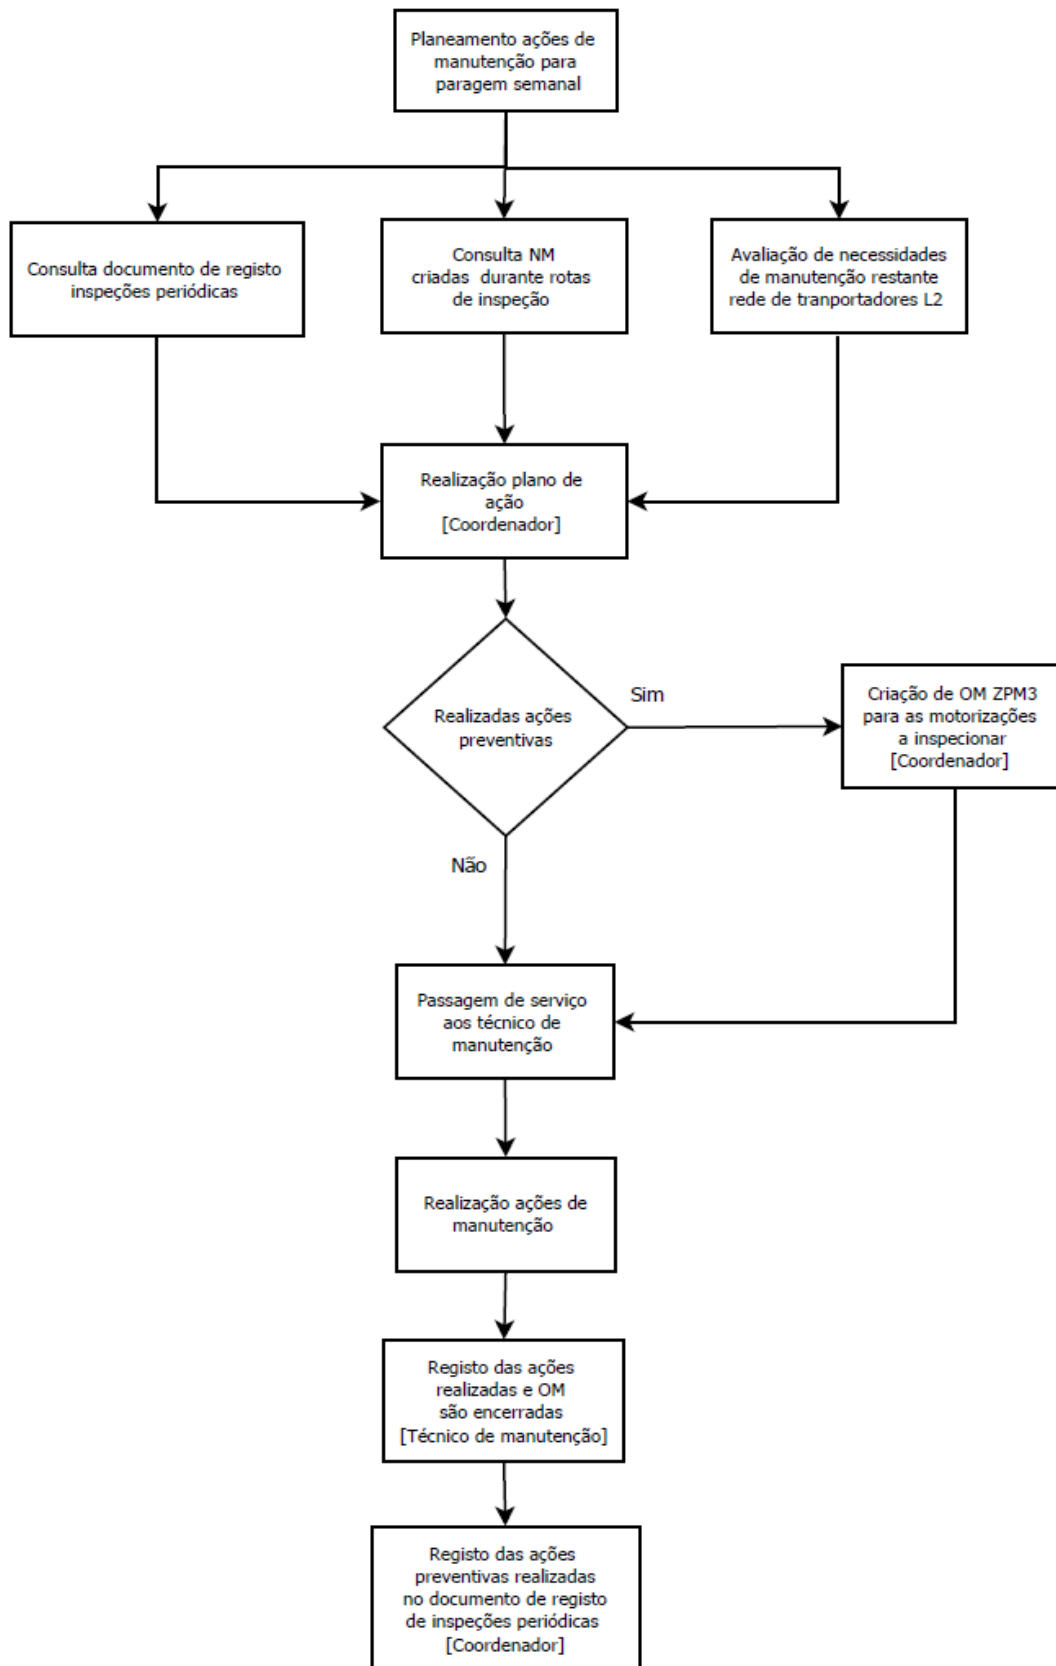 Planeamento ações de
manutenção para
paragem semanal
Consulta documento de registo
inspeções periódicas
Consulta NM
criadas durante rotas
de inspeção
Avaliação de necessidades
de manutenção restante
rede de tranportadores L2
Realização plano de
ação
[Coordenador]
Realizadas ações
preventivas
Sim
Criação de OM ZPM3
para as motorizações
a inspecionar
[Coordenador]
Não
Passagem de serviço
aos técnico de
manutenção
Realização ações de
manutenção
Registo das ações
realizadas e OM
são encerradas
[Técnico de manutenção]
Registo das ações
preventivas realizadas
no documento de registo
de inspeções periódicas
[Coordenador]